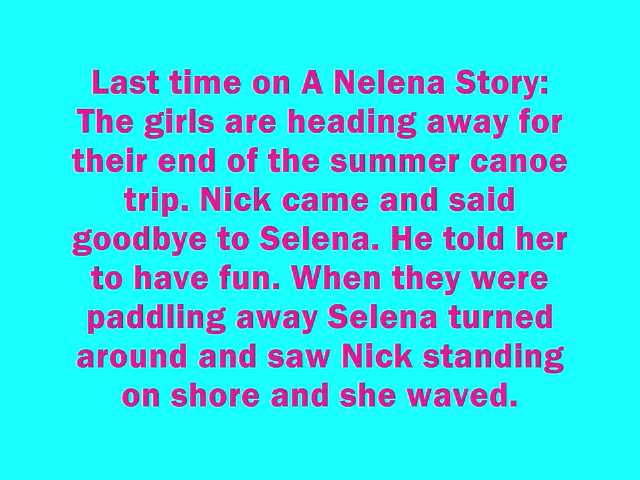 Last time on A Nelena Story:
The girls are heading away for
their end of the summer canoe
trip. Nick came and said
goodbye to Selena. He told her
to have fun. When they were
paddling away Selena turned
around and saw Nick standing
on shore and she waved.